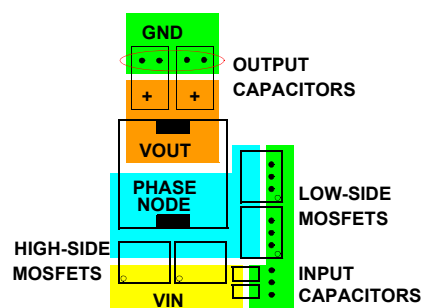 GND
OUTPUT
CAPACITORS
+ +
VOUT
PHASE
NODE
LOW-SIDE
MOSFETS
HIGH-SIDE
MOSFETS
INPUT
CAPACITORS
VIN